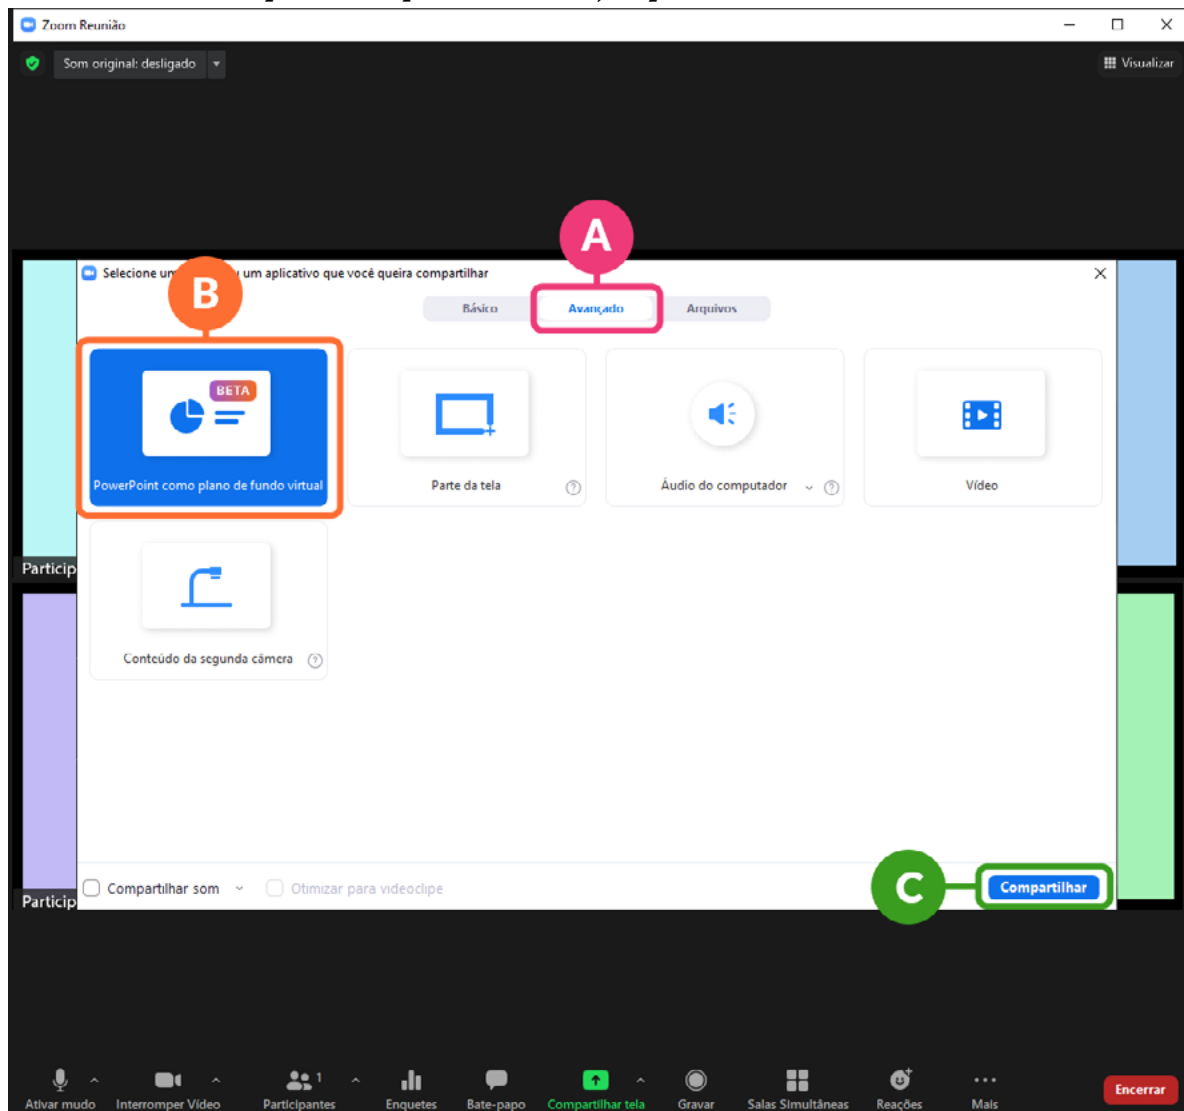 Zoom Reunião
Som original: desligado
Visualizar
A
Selecione um aplicativo que você queira compartilhar
B
Básico Avançado Arquivos
BETA
PowerPoint como plano de fundo virtual
Parte da tela
Áudio do computador
Vídeo
Particip
Conteúdo da segunda câmera
Compartilhar som
Otimizar para videoclipe
C
Compartilhar
Particip
1
Ativar mudo
Interromper Vídeo
Participantes
Enquetes
Bate-papo
Compartilhar tela
Gravar
Salas Simultâneas
Reações
Mais
Encerrar